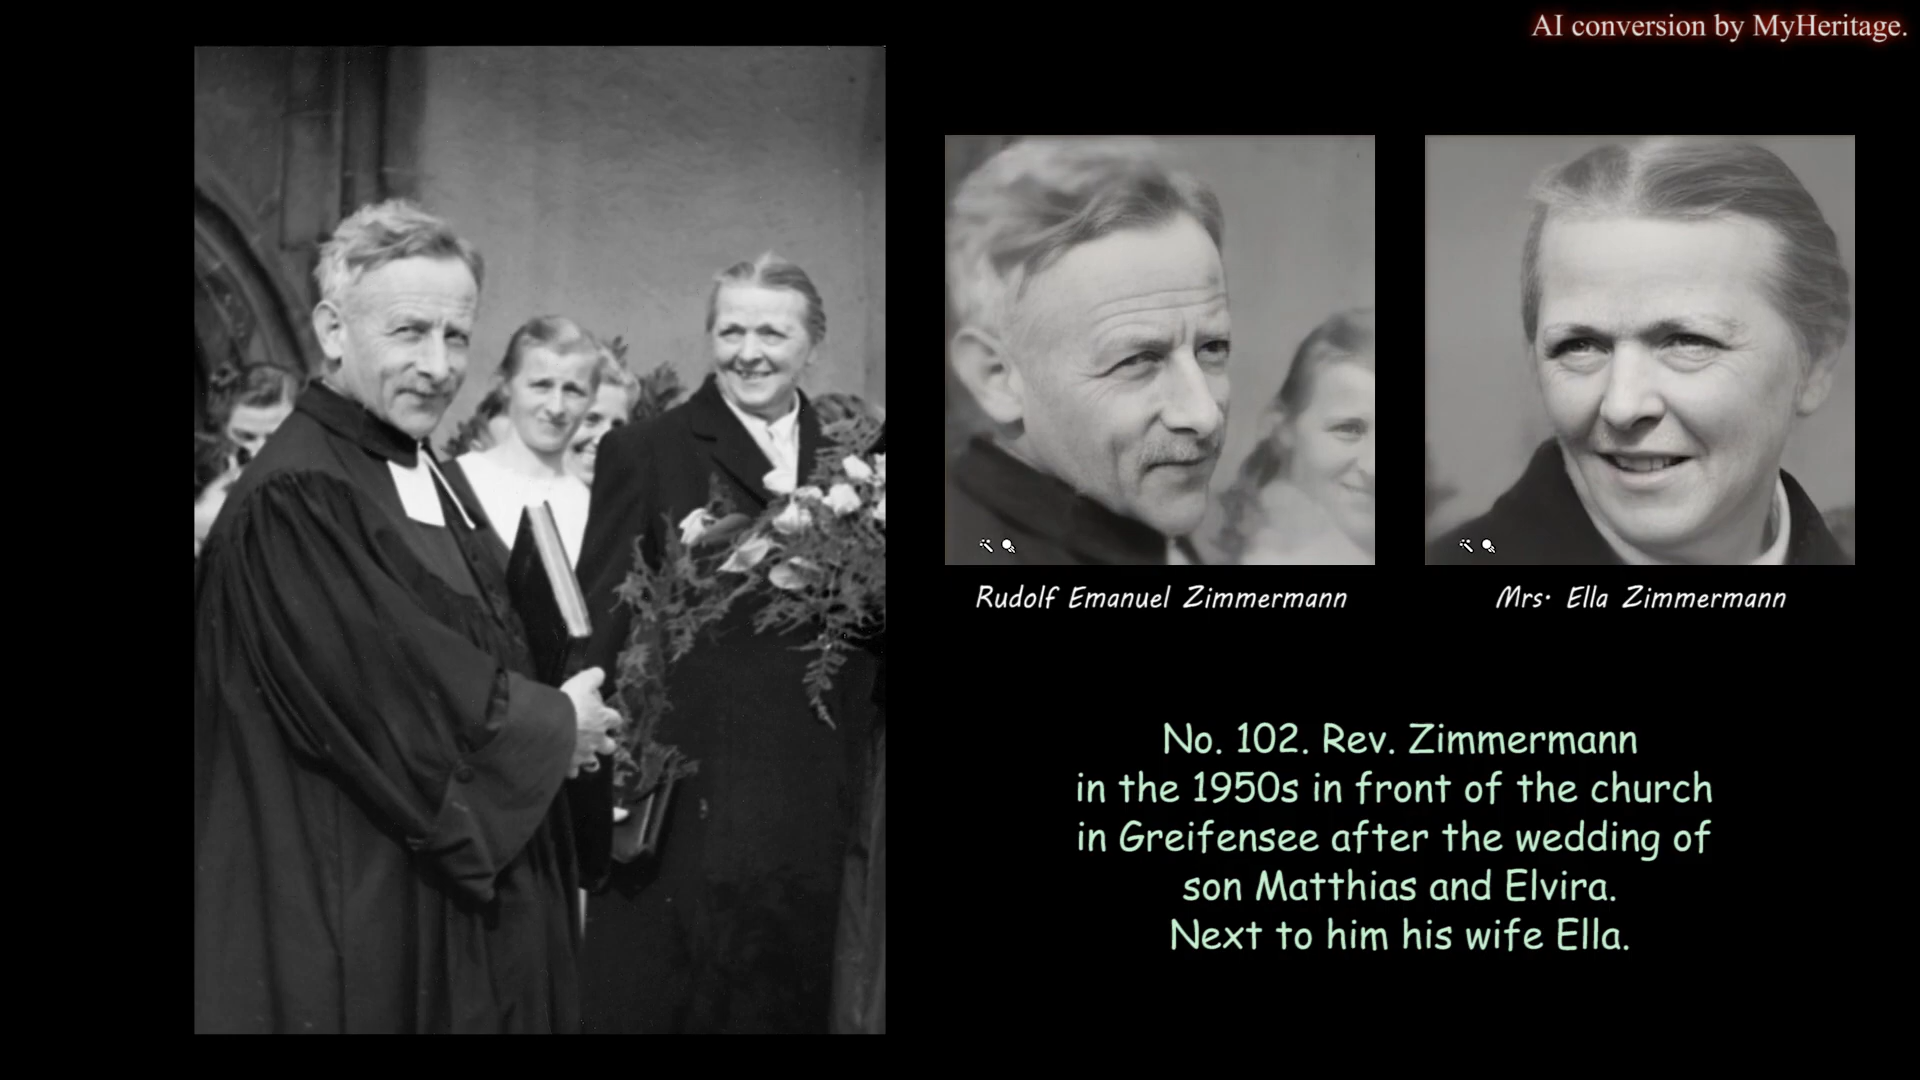 AI conversion by MyHeritage.
Rudolf Emanuel Zimmermann
Mrs. Ella Zimmermann
No. 102. Rev. Zimmermann
in the 1950s in front of the church
in Greifensee after the wedding of
son Matthias and Elvira.
Next to him his wife Ella.